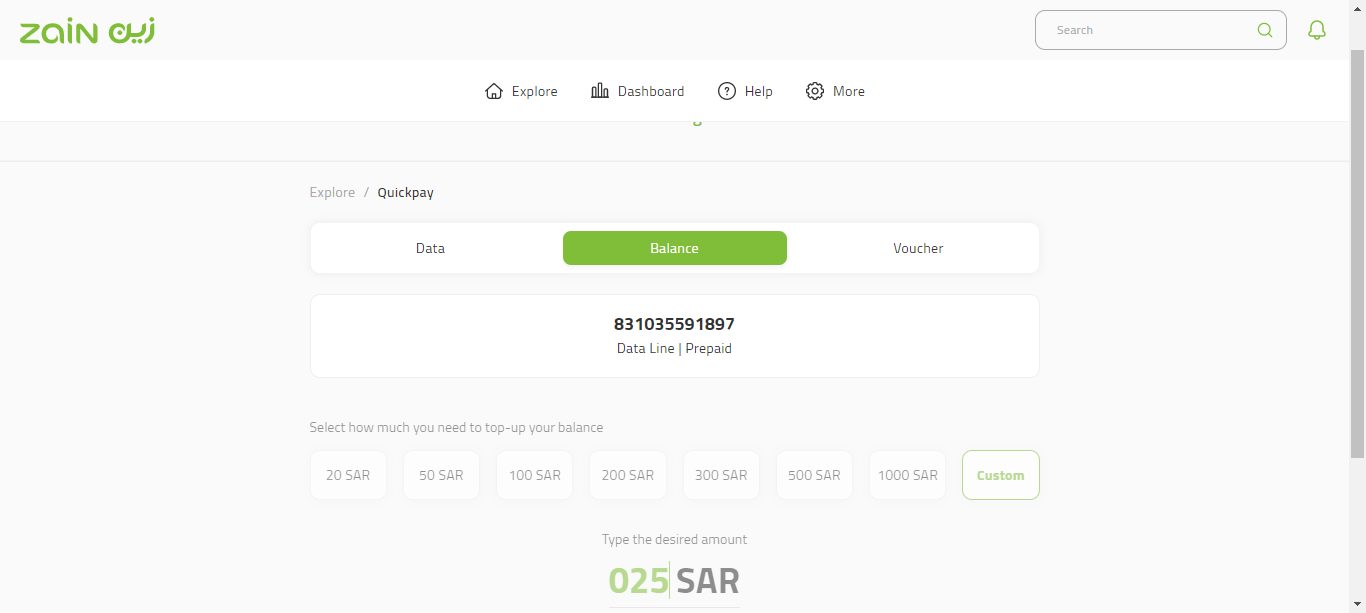 zain زين
Search
Explore
Dashboard
Help
More
Explore / Quickpay
Data
Balance
Voucher
831035591897
Data Line | Prepaid
Select how much you need to top-up your balance
20 SAR
50 SAR
100 SAR
200 SAR
300 SAR
500 SAR
1000 SAR
Custom
Type the desired amount
025 SAR